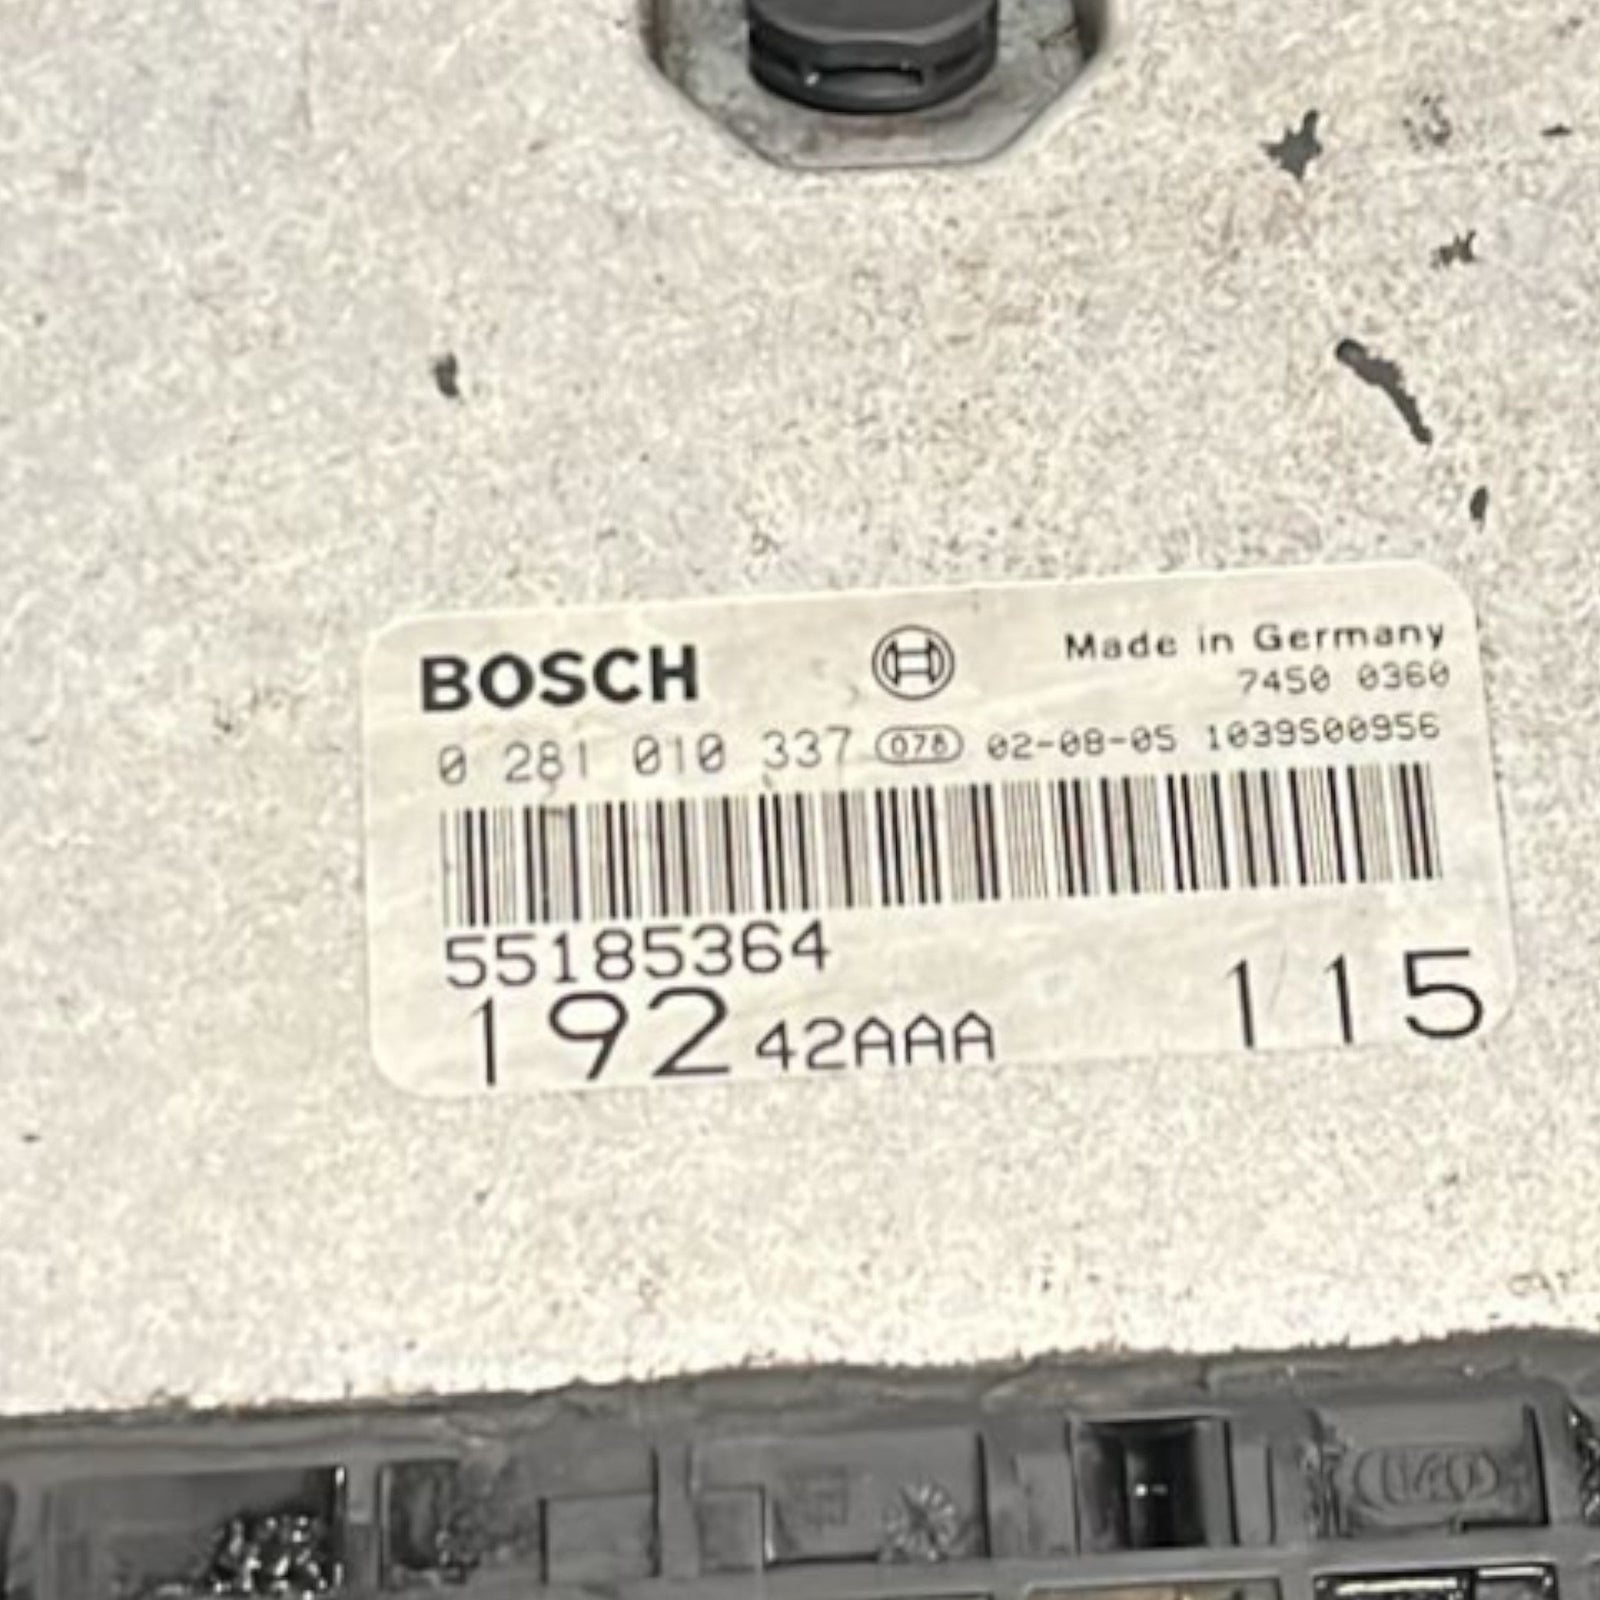 BOSCH
Made in Germany
7450 0360
0 281 010 337 078 02-08-05 1039S00956
55185364
192 42AAA 115